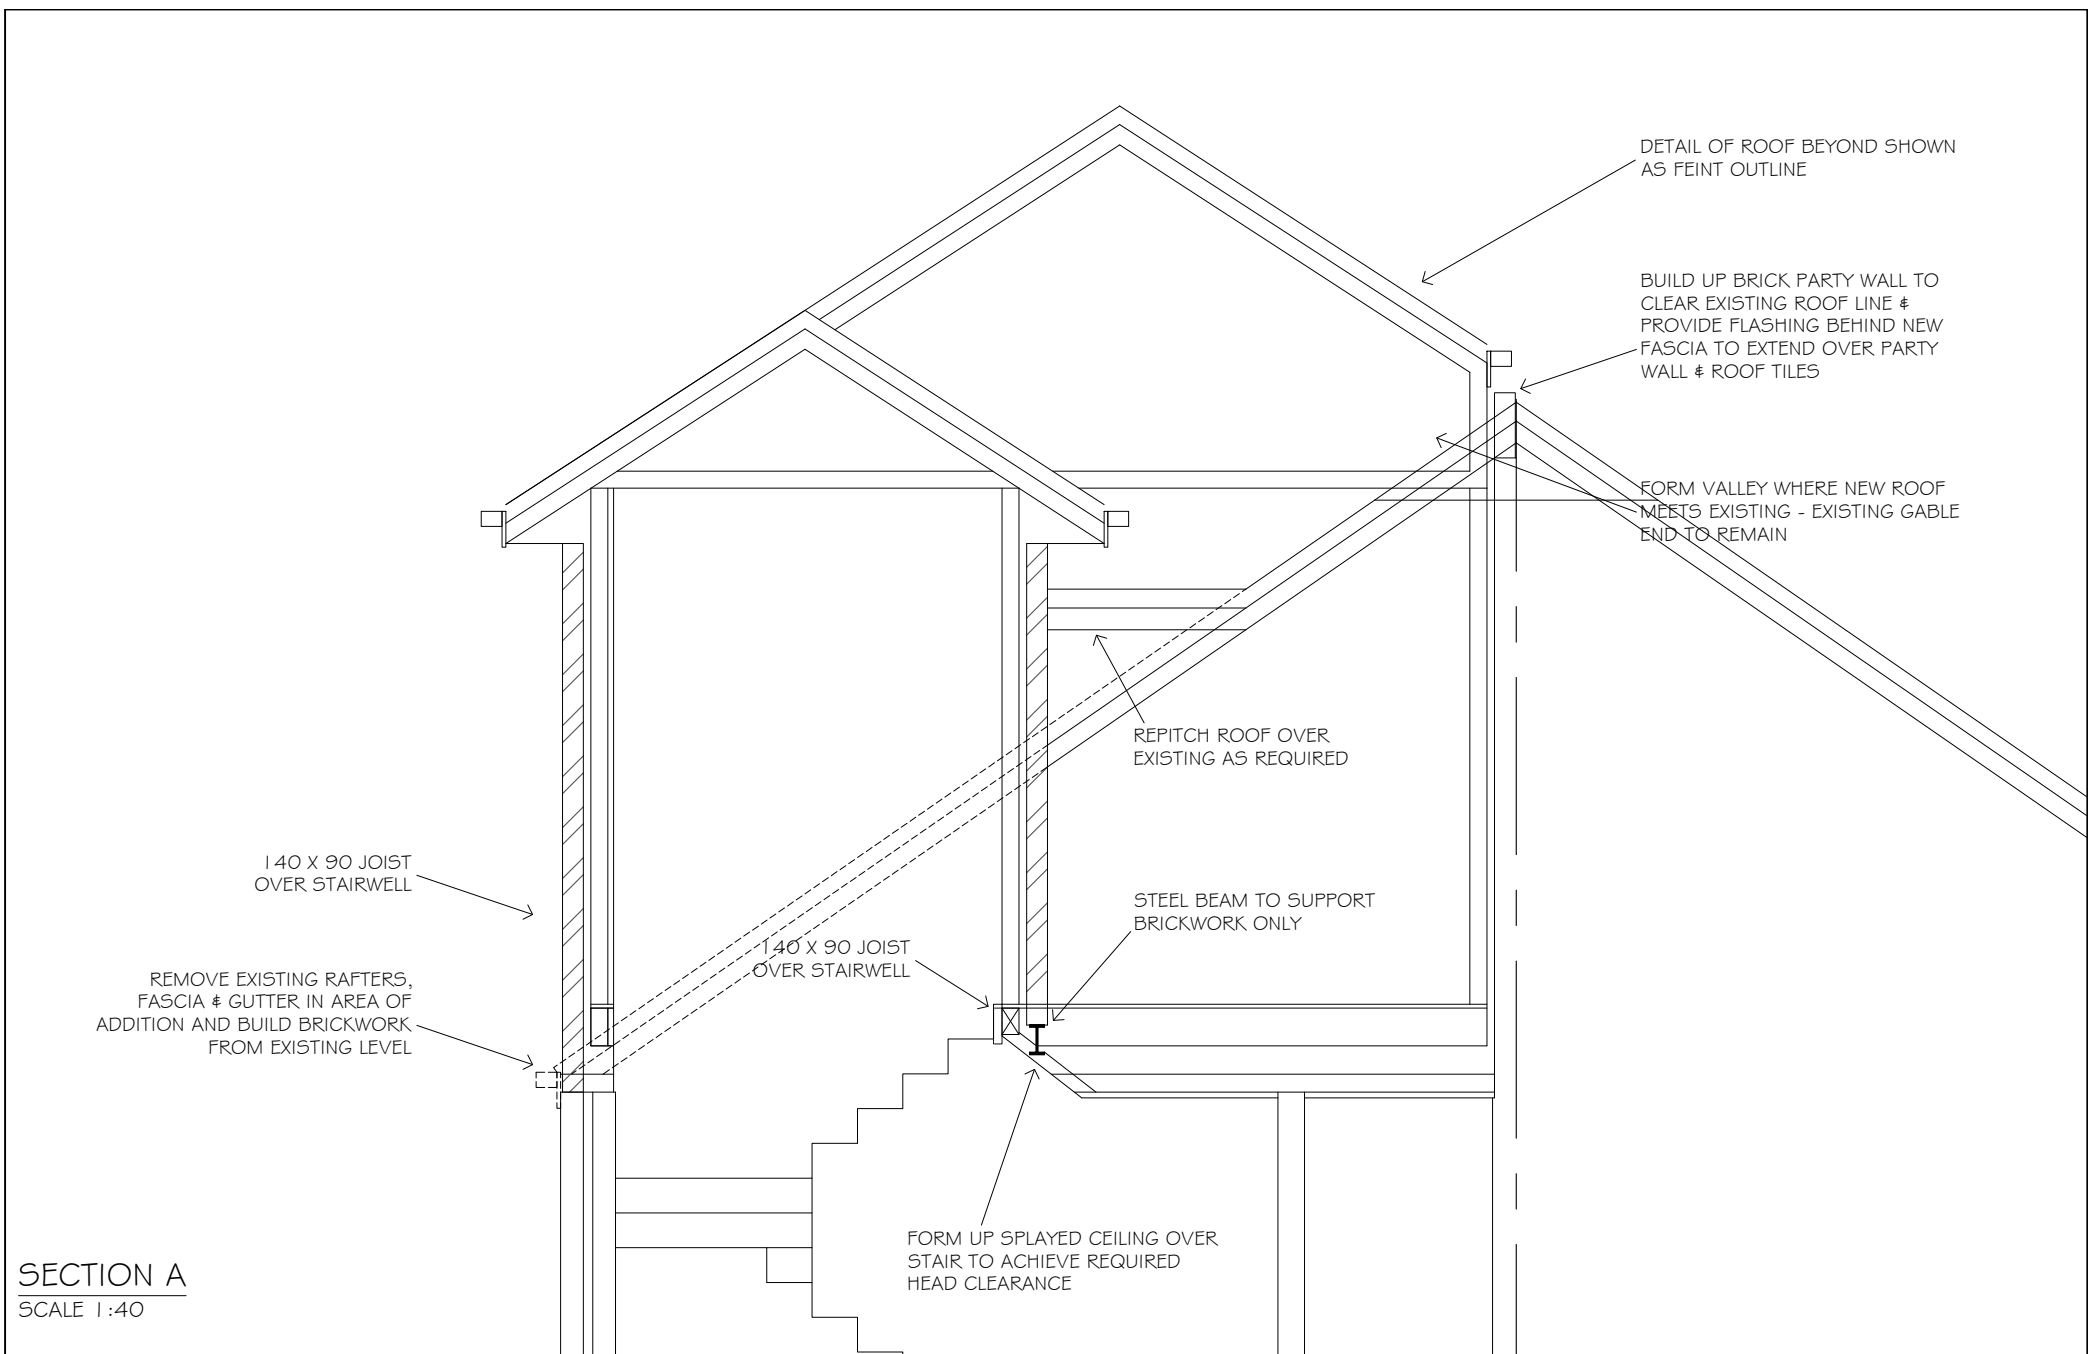 DETAIL OF ROOF BEYOND SHOWN
AS FEINT OUTLINE
BUILD UP BRICK PARTY WALL TO
CLEAR EXISTING ROOF LINE &
PROVIDE FLASHING BEHIND NEW
FASCIA TO EXTEND OVER PARTY
WALL & ROOF TILES
FORM VALLEY WHERE NEW ROOF
MEETS EXISTING - EXISTING GABLE
END TO REMAIN
REPITCH ROOF OVER
EXISTING AS REQUIRED
140 X 90 JOIST
OVER STAIRWELL
STEEL BEAM TO SUPPORT
BRICKWORK ONLY
140 X 90 JOIST
OVER STAIRWELL
REMOVE EXISTING RAFTERS,
FASCIA & GUTTER IN AREA OF
ADDITION AND BUILD BRICKWORK
FROM EXISTING LEVEL
FORM UP SPLAYED CEILING OVER
STAIR TO ACHIEVE REQUIRED
HEAD CLEARANCE
SECTION A
SCALE 1:40